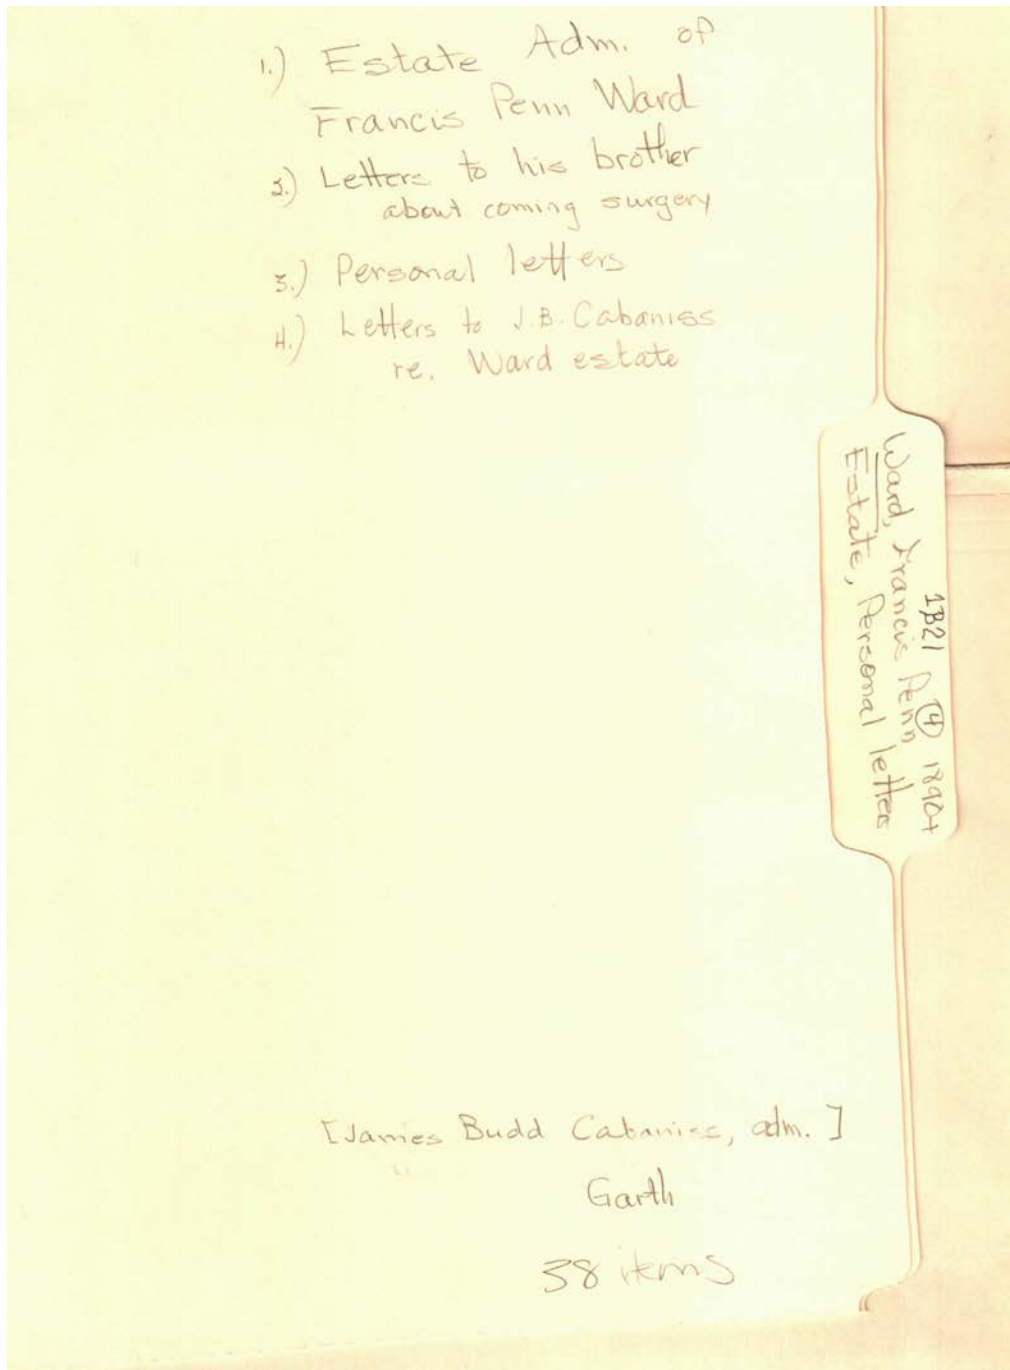 1.) Estate Adm. of
Francis Penn Ward
2.) Letters to his brother
about coming surgery
3.) Personal letters
4.) Letters to J.B. Cabaniss
re. Ward estate
1B21 (4)
Ward, Francis Penn 1890+
Estate, Personal letters
[James Budd Cabaniss, adm.]
Garth
38 items